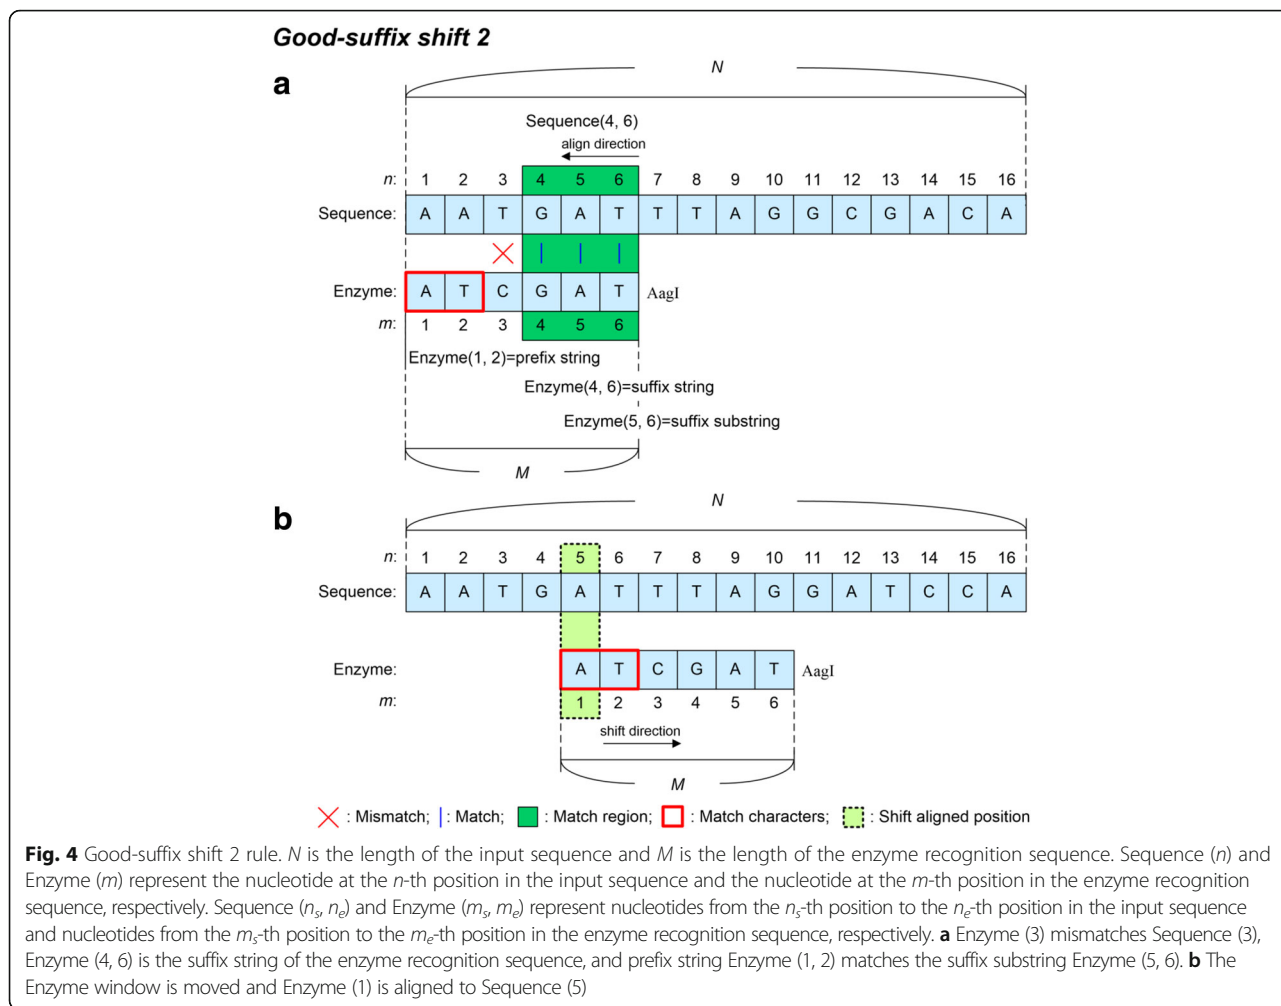 Good-suffix shift 2
a
N
Sequence(4, 6)
align direction
n: 1 2 3 4 5 6 7 8 9 10 11 12 13 14 15 16
Sequence: A A T G A T T T A G G C G A C A
Enzyme: A T C G A T AagI
m: 1 2 3 4 5 6
Enzyme(1, 2)=prefix string
Enzyme(4, 6)=suffix string
Enzyme(5, 6)=suffix substring
M
b
N
n: 1 2 3 4 5 6 7 8 9 10 11 12 13 14 15 16
Sequence: A A T G A T T T A G G A T C C A
Enzyme: A T C G A T AagI
m: 1 2 3 4 5 6
shift direction
M
: Mismatch; : Match; : Match region; : Match characters; : Shift aligned position
Fig. 4 Good-suffix shift 2 rule. N is the length of the input sequence and M is the length of the enzyme recognition sequence. Sequence (n) and
Enzyme (m) represent the nucleotide at the n-th position in the input sequence and the nucleotide at the m-th position in the enzyme recognition
sequence, respectively. Sequence (ns, ne) and Enzyme (ms, me) represent nucleotides from the ns-th position to the ne-th position in the input sequence
and nucleotides from the ms-th position to the me-th position in the enzyme recognition sequence, respectively. a Enzyme (3) mismatches Sequence (3),
Enzyme (4, 6) is the suffix string of the enzyme recognition sequence, and prefix string Enzyme (1, 2) matches the suffix substring Enzyme (5, 6). b The
Enzyme window is moved and Enzyme (1) is aligned to Sequence (5)